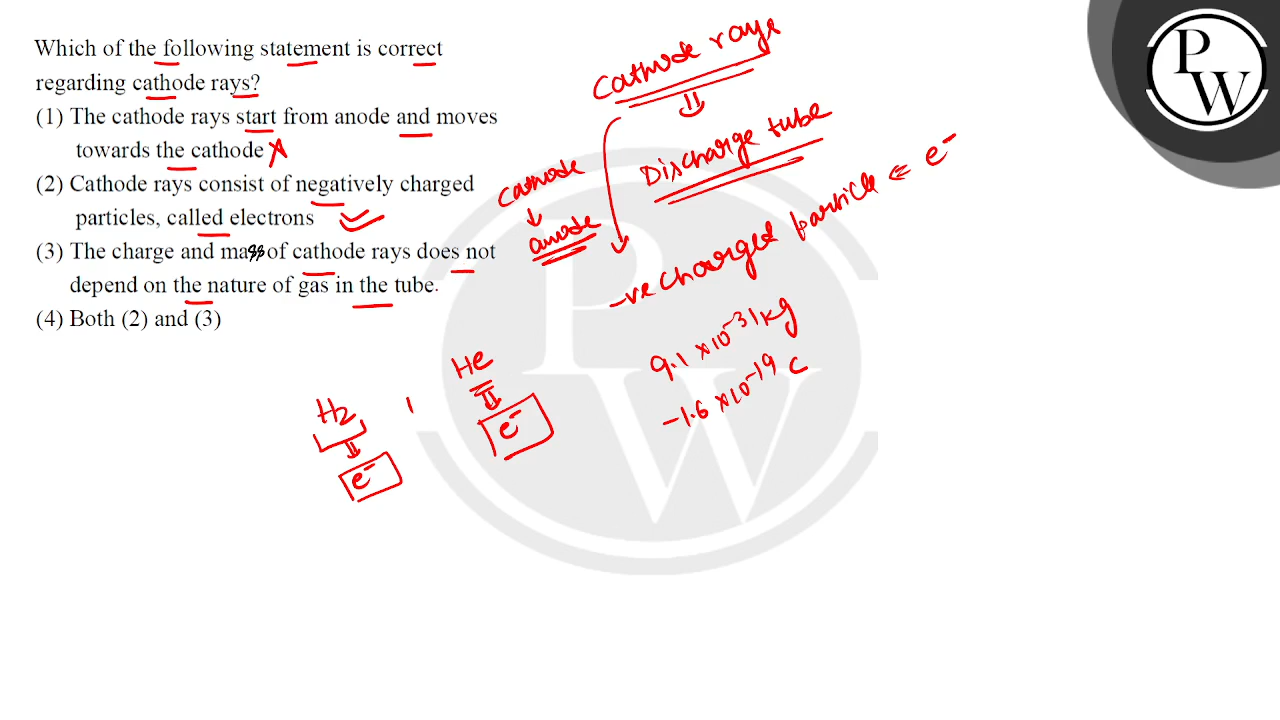 Which of the following statement is correct
regarding cathode rays?
(1) The cathode rays start from anode and moves
towards the cathode X
(2) Cathode rays consist of negatively charged
particles, called electrons
(3) The charge and mass of cathode rays does not
depend on the nature of gas in the tube.
(4) Both (2) and (3)
Cathode rays
⇓
Discharge tube
cathode
↓
anode
-ve Charged particle ⇐ e⁻
9.1 × 10⁻³¹ kg
-1.6 × 10⁻¹⁹ C
H₂ , He
⇓ ⇓
e⁻ e⁻
P
W
P
W